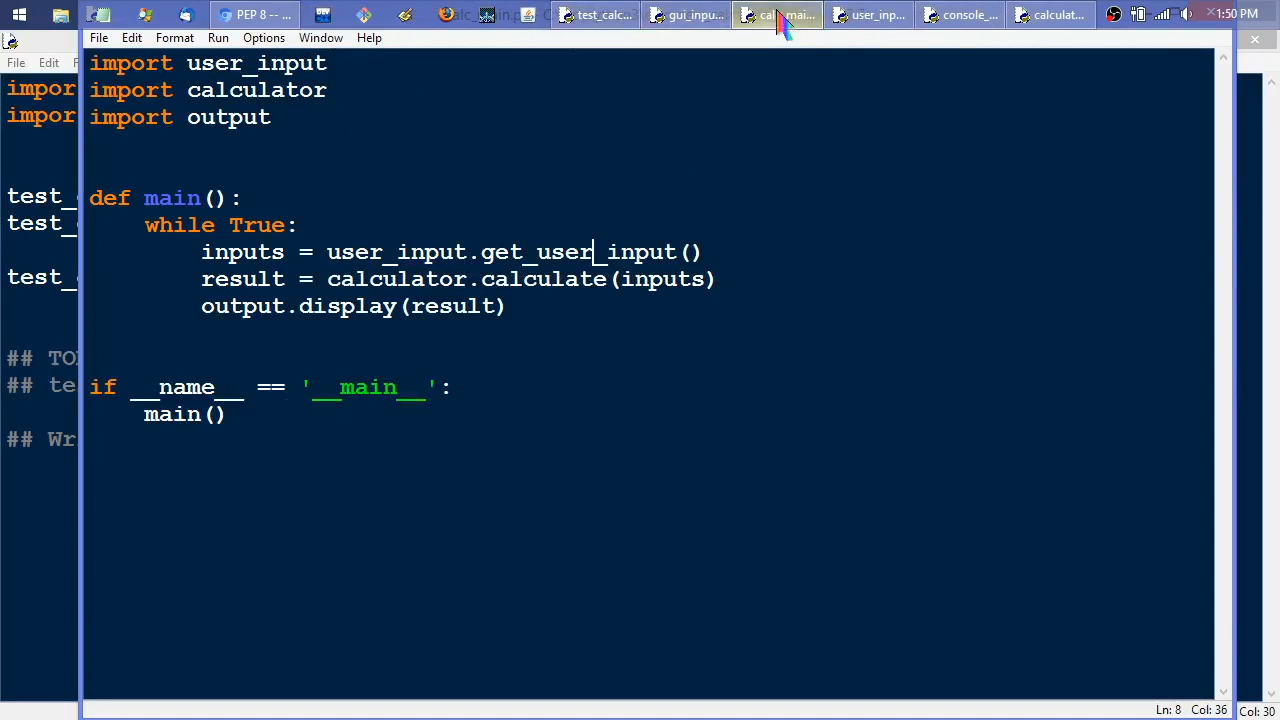 PEP 8 -- ...
test_calc...
gui_inpu...
calc_mai...
user_inp...
console_...
calculat...
1:50 PM
File Edit Format Run Options Window Help
File Edit
import user_input
import calculator
import output
def main():
while True:
inputs = user_input.get_user_input()
result = calculator.calculate(inputs)
output.display(result)
if __name__ == '__main__':
main()
impor
impor
test_
test_
test_
## TO
## te
## Wr
Ln: 8 Col: 36
Col: 30